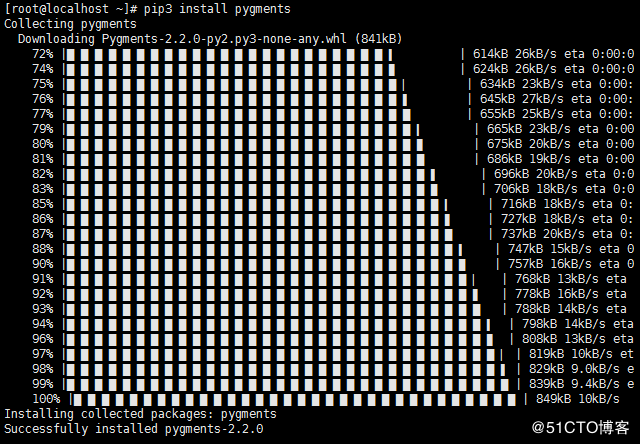 [root@localhost ~]# pip3 install pygments
Collecting pygments
  Downloading Pygments-2.2.0-py2.py3-none-any.whl (841kB)
72% | | 614kB 26kB/s eta 0:00:0
74% | | 624kB 26kB/s eta 0:00:0
75% | | 634kB 23kB/s eta 0:00:
76% | | 645kB 27kB/s eta 0:00:
77% | | 655kB 25kB/s eta 0:00:
79% | | 665kB 23kB/s eta 0:00
80% | | 675kB 20kB/s eta 0:00
81% | | 686kB 19kB/s eta 0:00
82% | | 696kB 20kB/s eta 0:0
83% | | 706kB 18kB/s eta 0:0
85% | | 716kB 18kB/s eta 0:
86% | | 727kB 18kB/s eta 0:
87% | | 737kB 20kB/s eta 0:
88% | | 747kB 15kB/s eta 0
90% | | 757kB 16kB/s eta 0
91% | | 768kB 13kB/s eta
92% | | 778kB 16kB/s eta
93% | | 788kB 14kB/s eta
94% | | 798kB 14kB/s eta
96% | | 808kB 13kB/s eta
97% | | 819kB 10kB/s et
98% | | 829kB 9.0kB/s e
99% | | 839kB 9.4kB/s e
100% | | 849kB 10kB/s
Installing collected packages: pygments
Successfully installed pygments-2.2.0
@51CTO博客